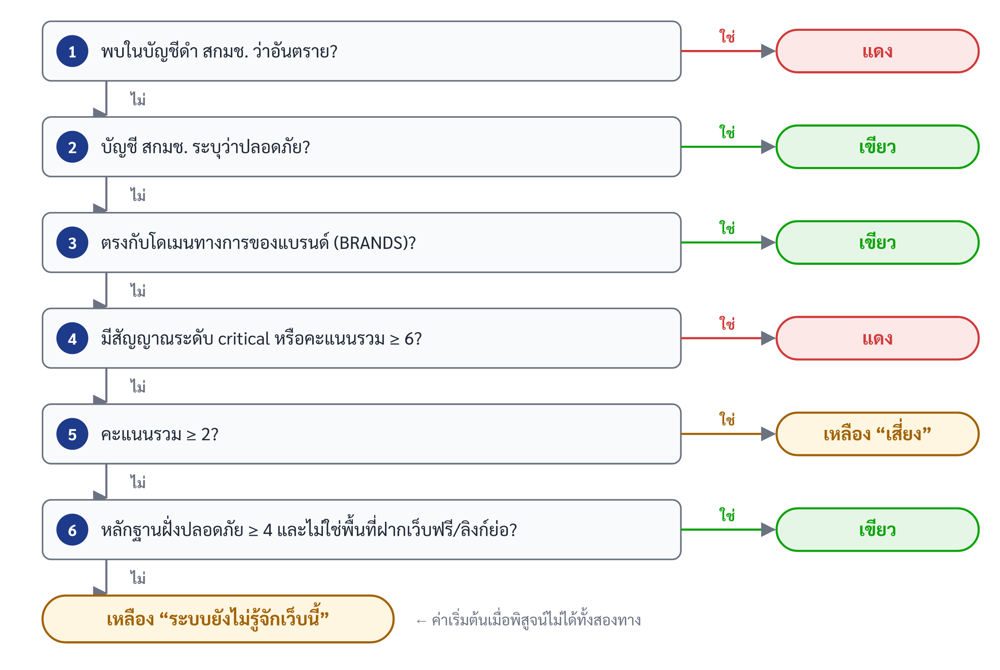 1 พบในบัญชีดำ สกมช. ว่าอันตราย?
ใช่
แดง
ไม่
2 บัญชี สกมช. ระบุว่าปลอดภัย?
ใช่
เขียว
ไม่
3 ตรงกับโดเมนทางการของแบรนด์ (BRANDS)?
ใช่
เขียว
ไม่
4 มีสัญญาณระดับ critical หรือคะแนนรวม ≥ 6?
ใช่
แดง
ไม่
5 คะแนนรวม ≥ 2?
ใช่
เหลือง “เสี่ยง”
ไม่
6 หลักฐานฝั่งปลอดภัย ≥ 4 และไม่ใช่พื้นที่ฝากเว็บฟรี/ลิงก์ย่อ?
ใช่
เขียว
ไม่
เหลือง “ระบบยังไม่รู้จักเว็บนี้”
← ค่าเริ่มต้นเมื่อพิสูจน์ไม่ได้ทั้งสองทาง